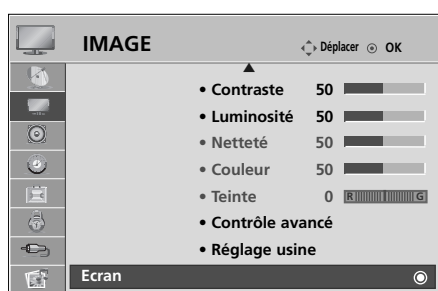 IMAGE
Déplacer OK
• Contraste 50
• Luminosité 50
• Netteté 50
• Couleur 50
• Teinte 0 R G
• Contrôle avancé
• Réglage usine
Ecran